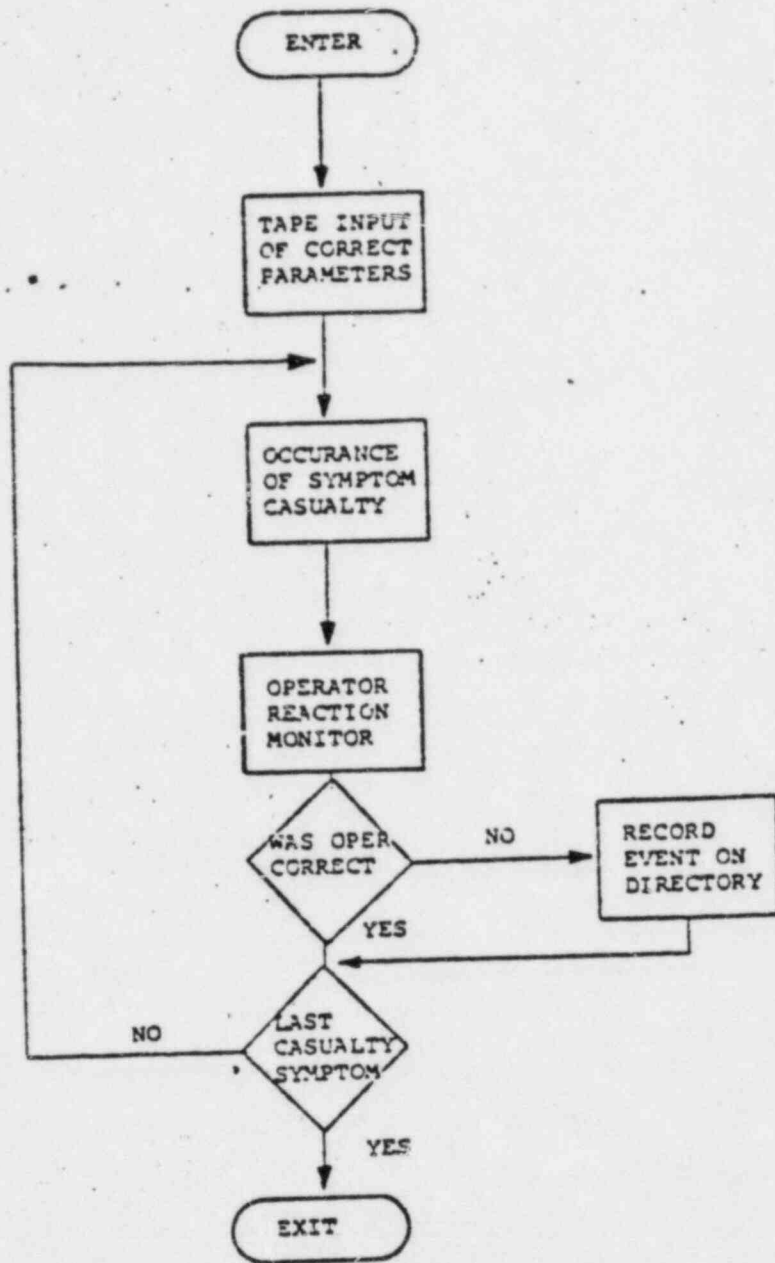 ENTER
TAPE INPUT
OF CORRECT
PARAMETERS
OCCURANCE
OF SYMPTOM
CASUALTY
OPERATOR
REACTION
MONITOR
WAS OPER
CORRECT
NO
RECORD
EVENT ON
DIRECTORY
YES
LAST
CASUALTY
SYMPTOM
NO
YES
EXIT